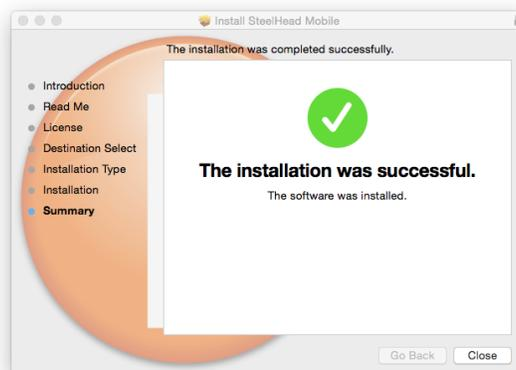 Install SteelHead Mobile
The installation was completed successfully.
Introduction
Read Me
License
Destination Select
Installation Type
Installation
Summary
The installation was successful.
The software was installed.
Go Back
Close